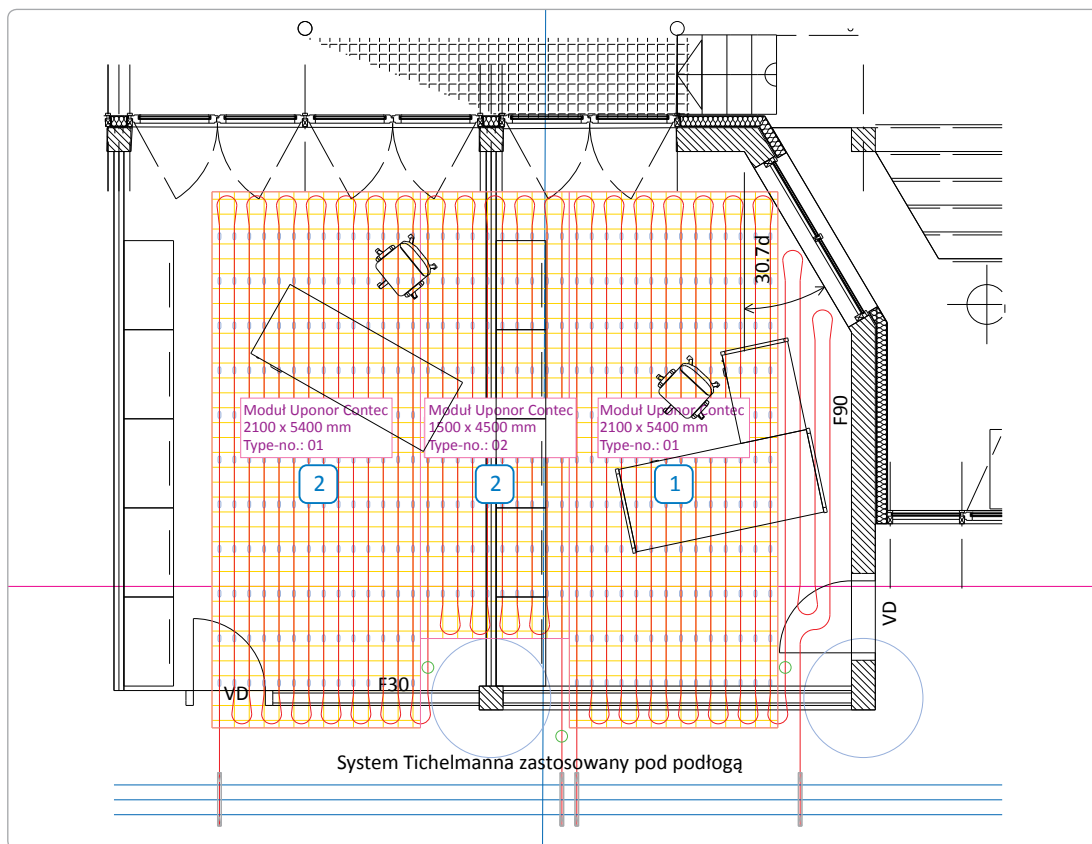 30.7d
Moduł Uponor Contec
2100 x 5400 mm
Type-no.: 01
Moduł Uponor Contec
1500 x 4500 mm
Type-no.: 02
Moduł Uponor Contec
2100 x 5400 mm
Type-no.: 01
F90
2
2
1
VD
VD
F30
System Tichelmanna zastosowany pod podłogą